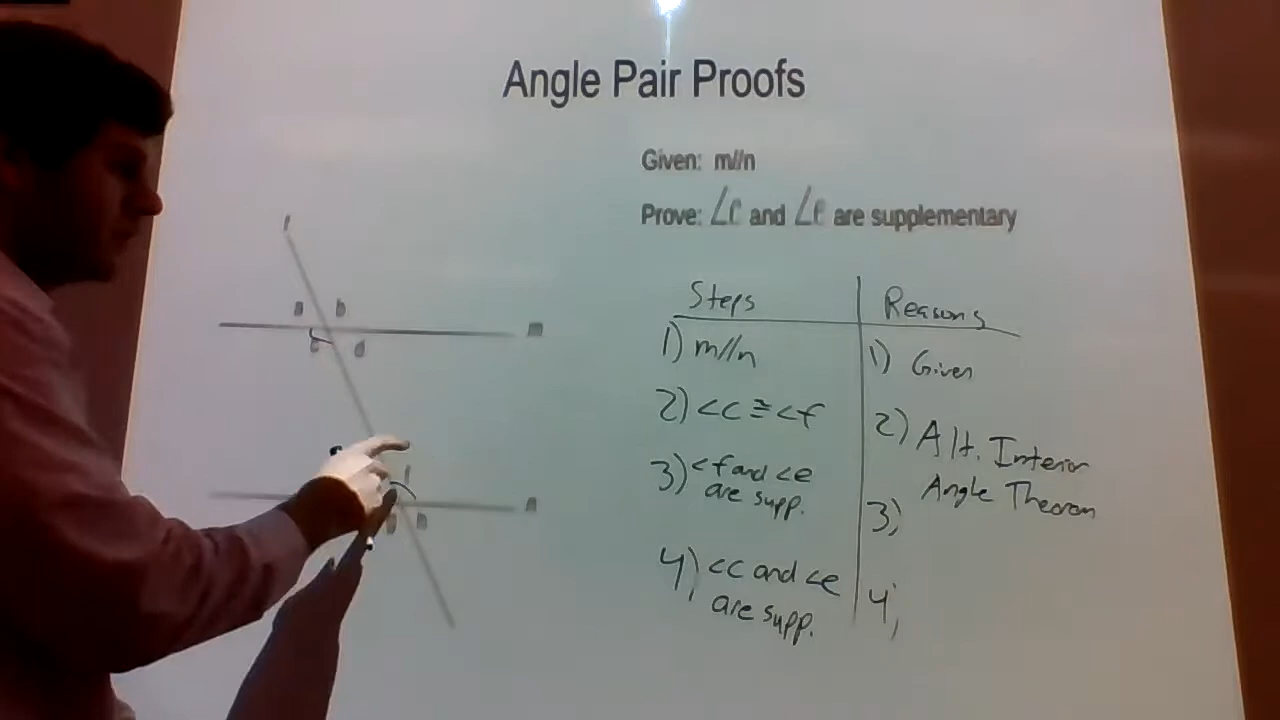 Angle Pair Proofs
Given: m//n
Prove: ∠c and ∠e are supplementary
Steps
Reasons
1) m//n
1) Given
2) <c ≅ <f
2) Alt. Interior
Angle Theorem
3) <f and <e
are supp.
3)
4) <c and <e
are supp.
4)
a b
m
c d
f
n
h